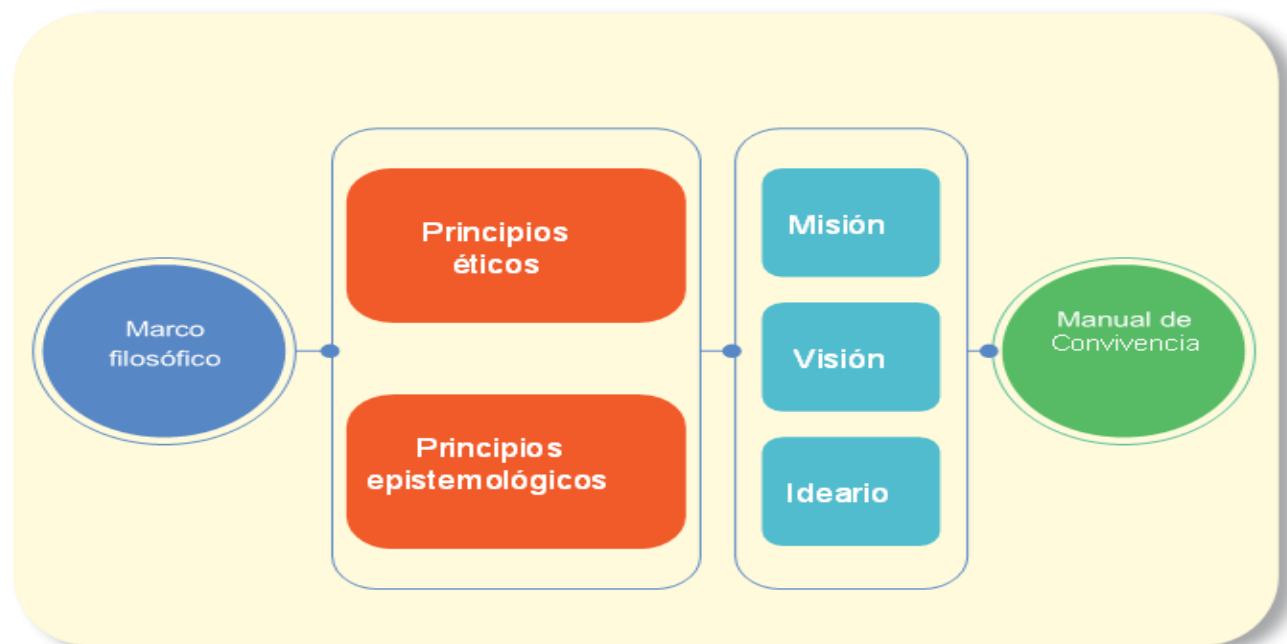 Marco
filosófico
Principios
éticos
Principios
epistemológicos
Misión
Visión
Ideario
Manual de
Convivencia